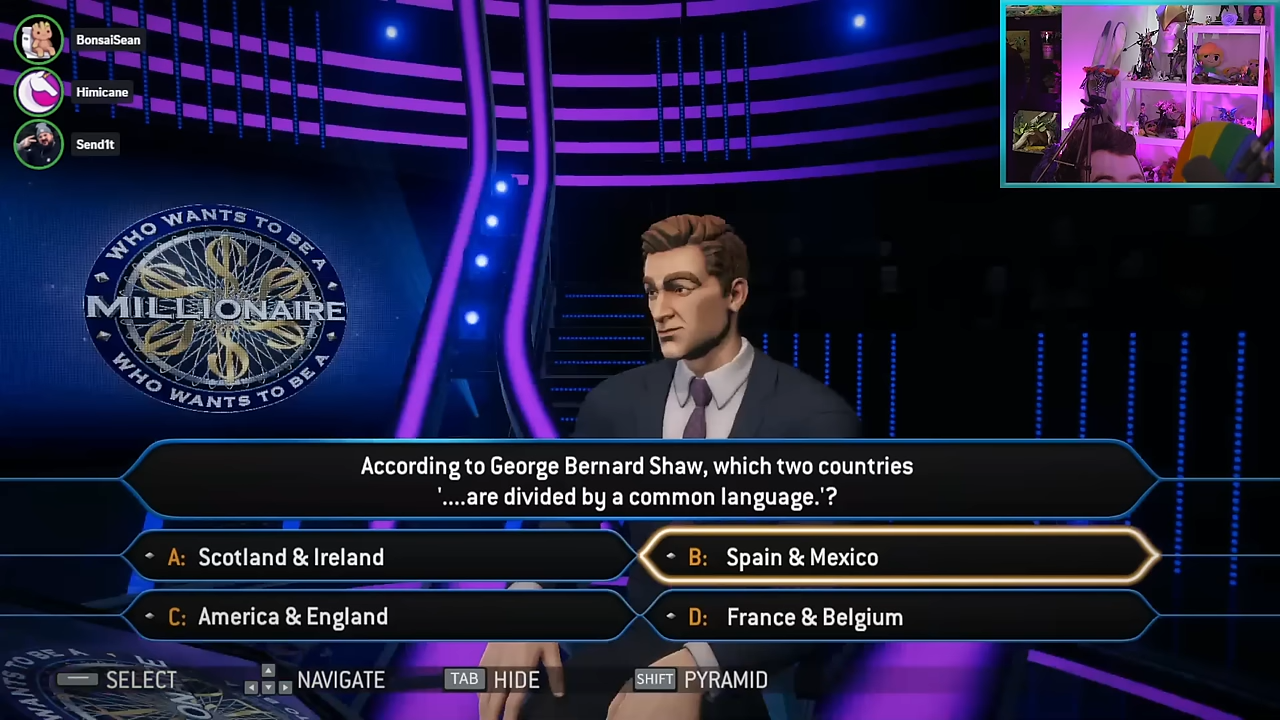 BonsaiSean
Himicane
Send1t
WHO WANTS TO BE A
MILLIONAIRE
WHO WANTS TO BE A
According to George Bernard Shaw, which two countries
'....are divided by a common language.'?
A: Scotland & Ireland
B: Spain & Mexico
C: America & England
D: France & Belgium
SELECT
NAVIGATE
TAB HIDE
SHIFT PYRAMID